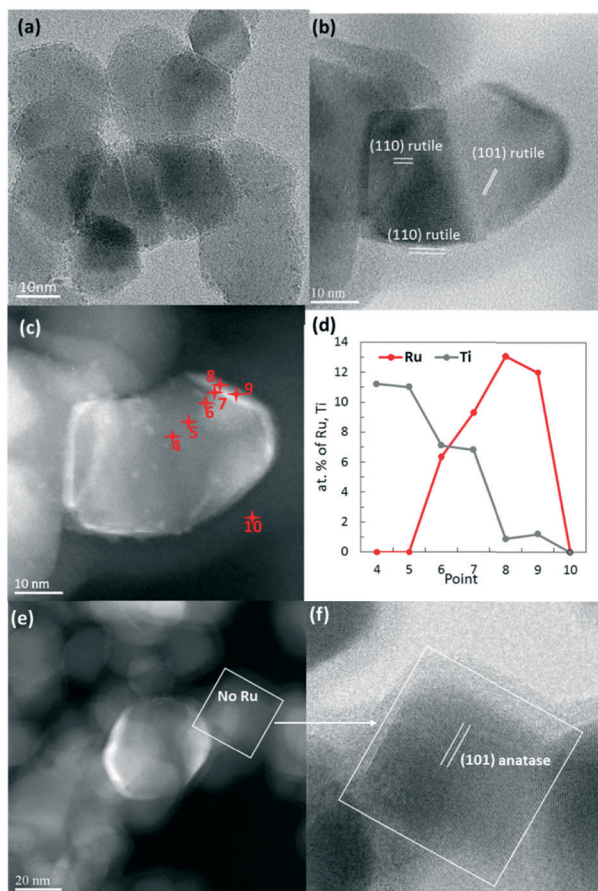 (a)
10nm
(b)
(110) rutile
(101) rutile
(110) rutile
10 nm
(c)
8
9
7
6
5
4
10
10 nm
(d)
Ru Ti
at. % of Ru, Ti
14
12
10
8
6
4
2
0
4 5 6 7 8 9 10
Point
(e)
No Ru
20 nm
(f)
(101) anatase